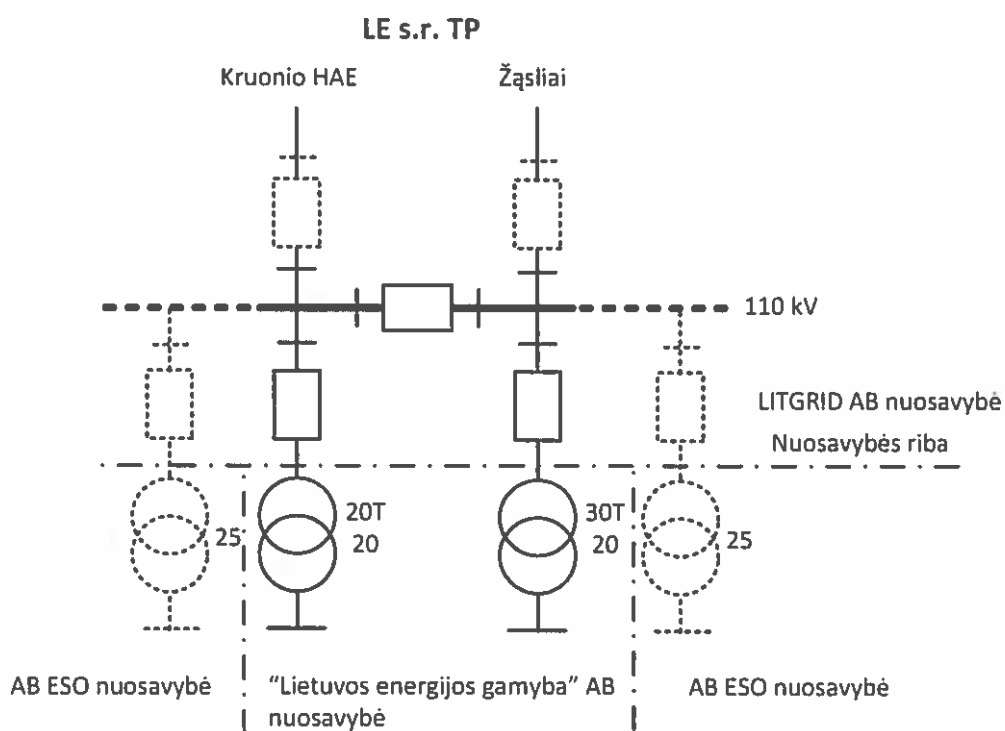 LE s.r. TP
Kruonio HAE
Žąsliai
110 kV
LITGRID AB nuosavybė
Nuosavybės riba
25
20T
20
30T
20
25
AB ESO nuosavybė
"Lietuvos energijos gamyba" AB
nuosavybė
AB ESO nuosavybė